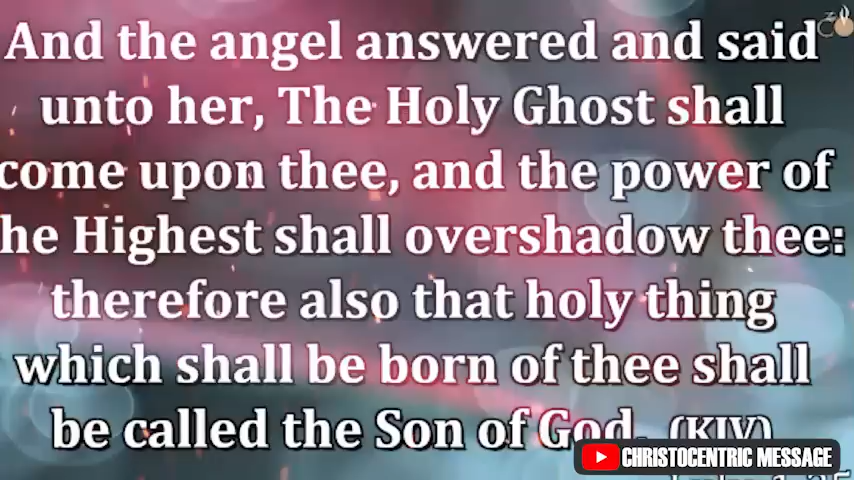 And the angel answered and said
unto her, The Holy Ghost shall
come upon thee, and the power of
he Highest shall overshadow thee:
therefore also that holy thing
which shall be born of thee shall
be called the Son of God. (KJV)
CHRISTOCENTRIC MESSAGE